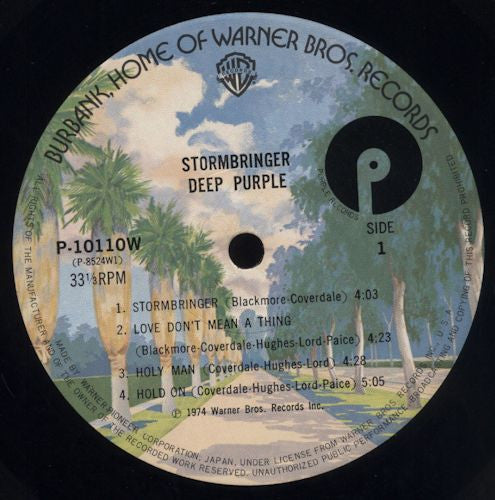 BURBANK, HOME OF WARNER BROS. RECORDS
STORMBRINGER
DEEP PURPLE
PURPLE RECORDS
P-10110W
(P-8524W1)
33⅓RPM
SIDE
1
1. STORMBRINGER (Blackmore-Coverdale) 4:03
2. LOVE DON'T MEAN A THING
(Blackmore-Coverdale-Hughes-Lord-Paice) 4:23
3. HOLY MAN (Coverdale-Hughes-Lord) 4:28
4. HOLD ON (Coverdale-Hughes-Lord-Paice) 5:05
Ⓟ 1974 Warner Bros. Records Inc.
MADE BY WARNER-PIONEER CORPORATION, JAPAN, UNDER LICENSE FROM WARNER BROS. RECORDS INC., U.S.A.
ALL RIGHTS OF THE MANUFACTURER AND OF THE OWNER OF THE RECORDED WORK RESERVED. UNAUTHORIZED PUBLIC PERFORMANCE, BROADCASTING AND COPYING OF THIS RECORD PROHIBITED.